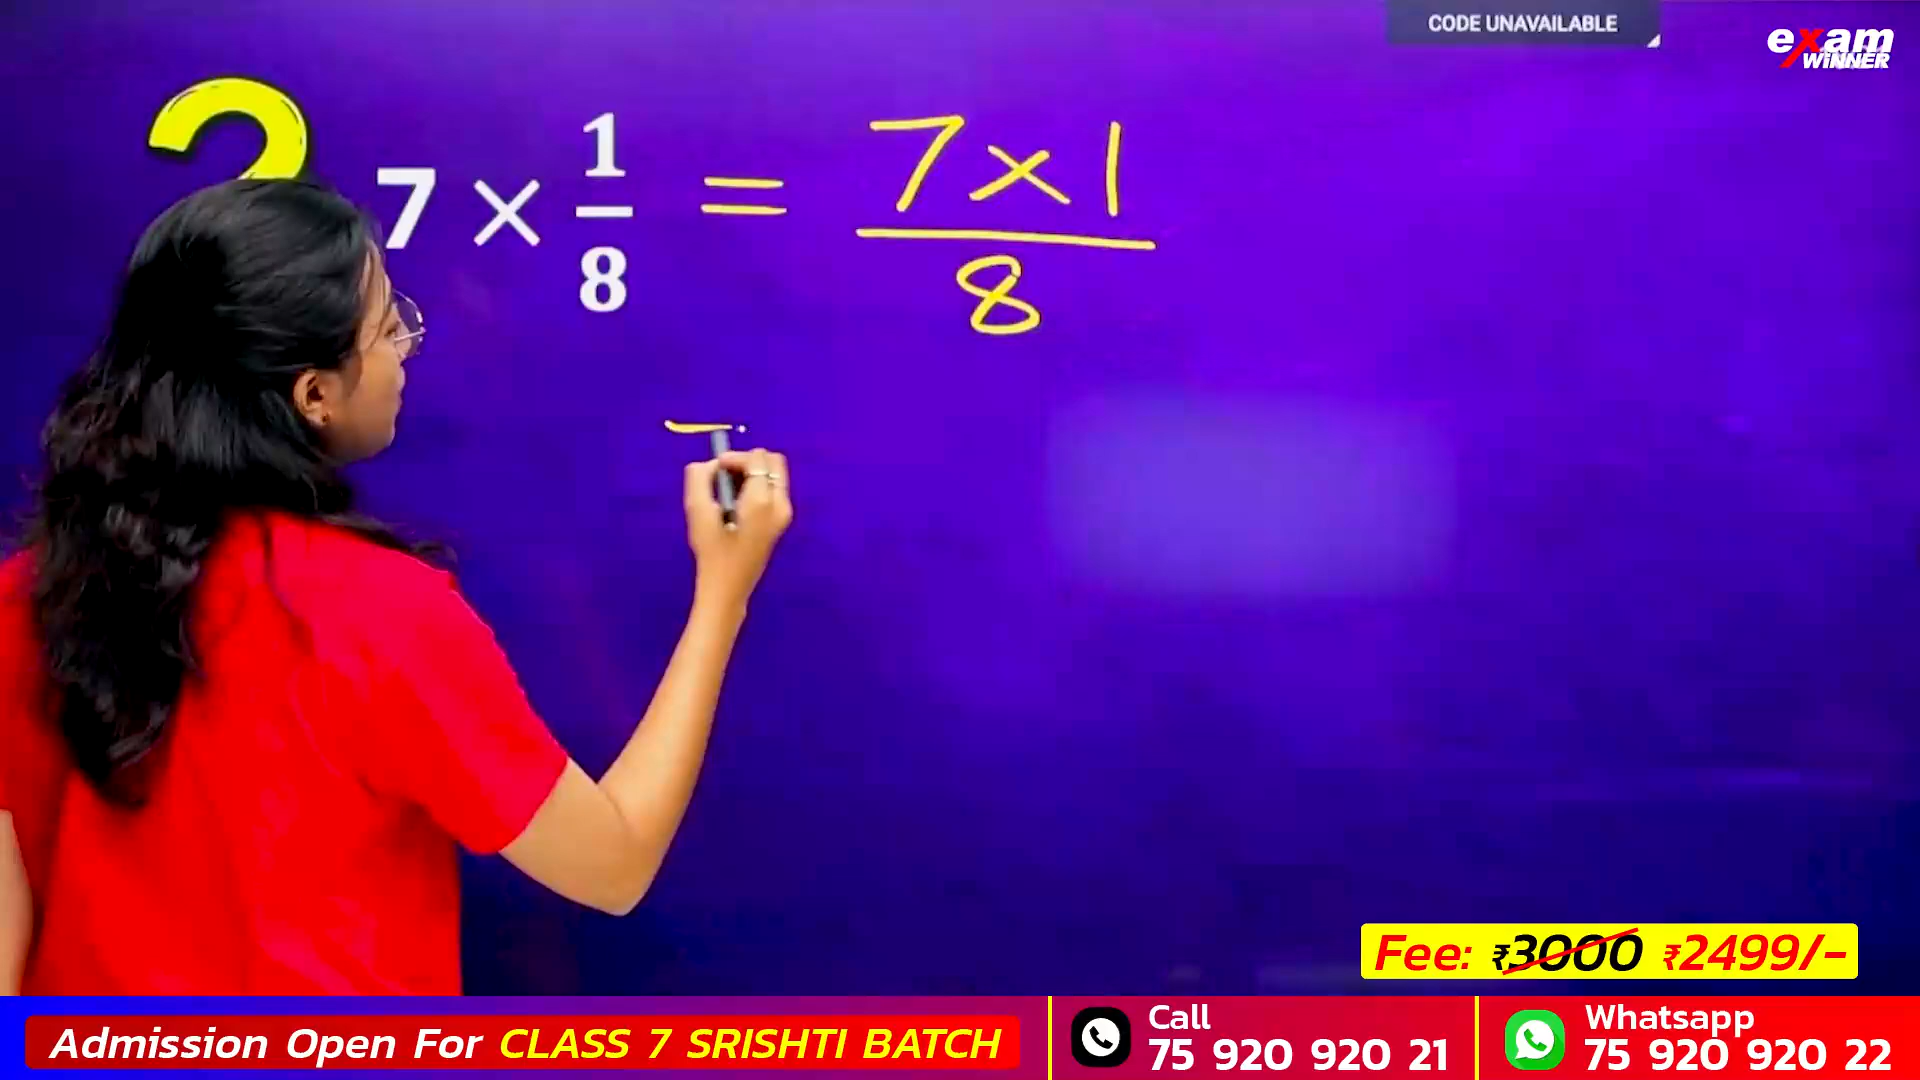 CODE UNAVAILABLE
exam
WINNER
7 × 1/8 = 7×1/8
Fee: ₹3000 ₹2499/-
Admission Open For CLASS 7 SRISHTI BATCH
Call
75 920 920 21
Whatsapp
75 920 920 22